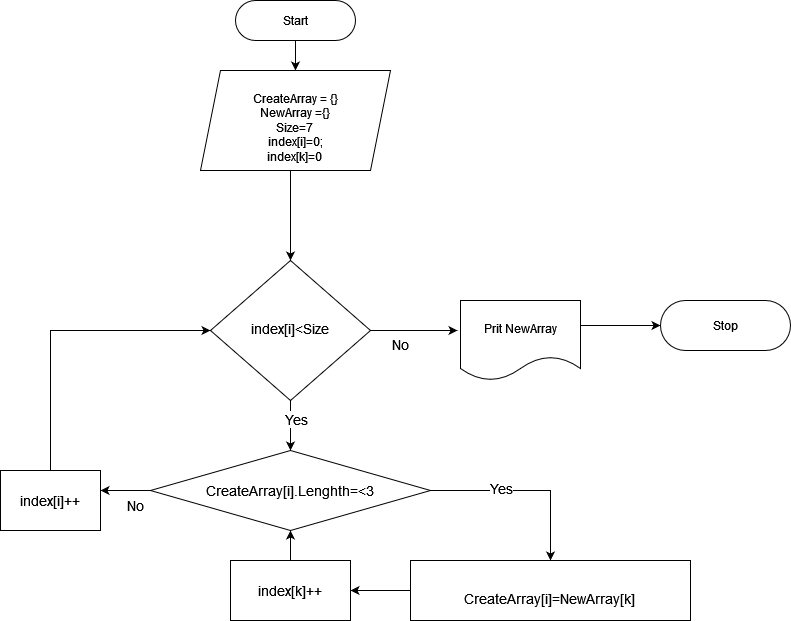 Start
CreateArray = {}
NewArray ={}
Size=7
index[i]=0;
index[k]=0
index[i]<Size
No
Prit NewArray
Stop
Yes
CreateArray[i].Lenghth=<3
Yes
No
index[i]++
index[k]++
CreateArray[i]=NewArray[k]